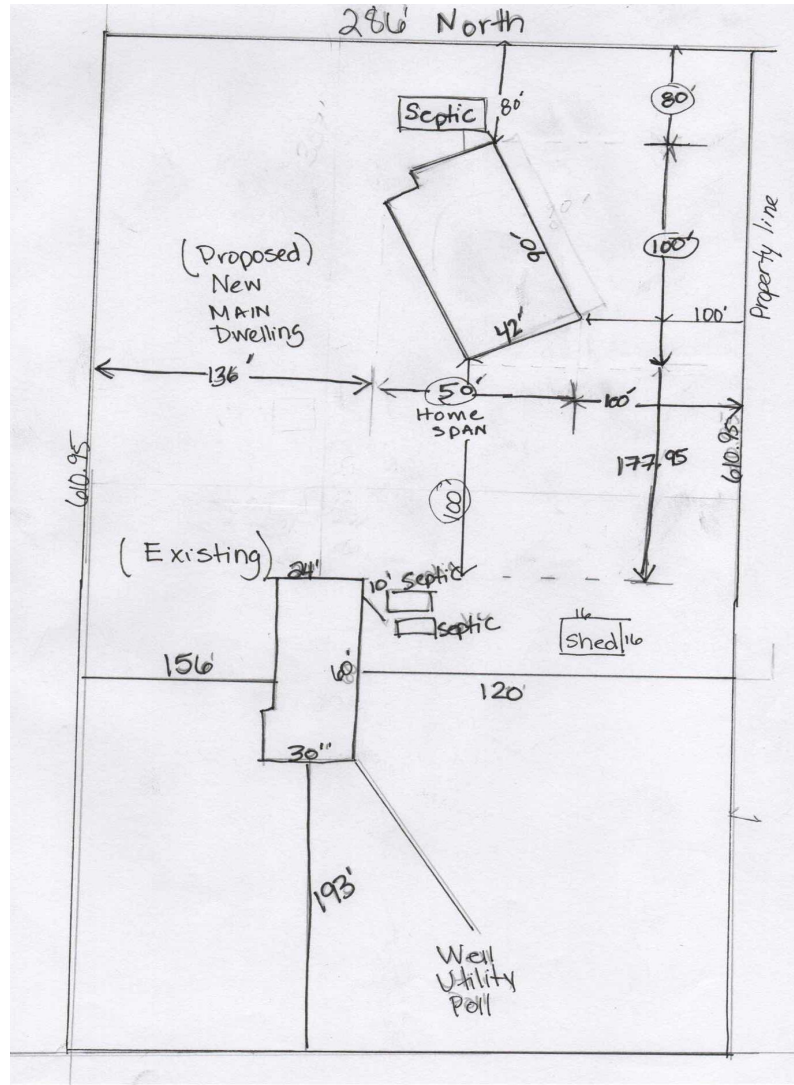 286' North
80'
Septic
80'
Property line
(Proposed)
New
MAIN
Dwelling
90'
100'
42'
100'
136"
50'
Home
SPAN
100'
177.95
610.95
610.95
100'
(Existing)
24'
10' Septic
septic
16
Shed 16
156'
60'
120'
30"
193'
Well
Utility
Poll